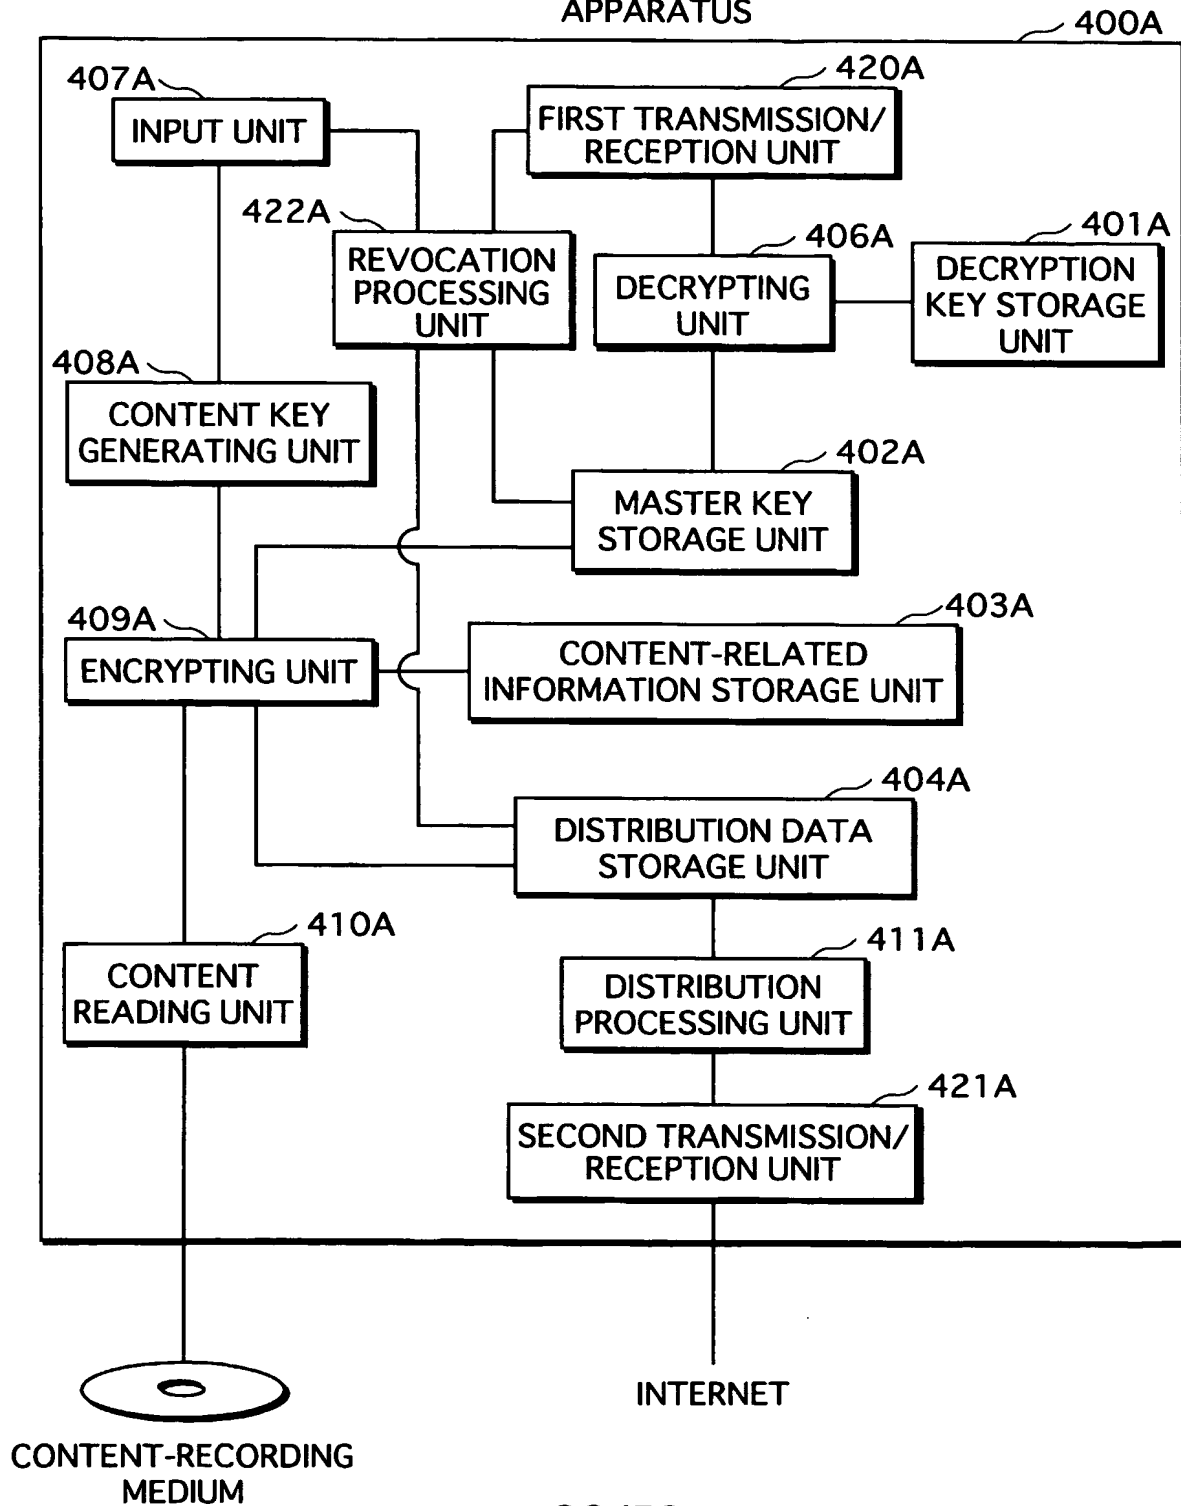 APPARATUS
400A
407A
INPUT UNIT
420A
FIRST TRANSMISSION/
RECEPTION UNIT
422A
REVOCATION
PROCESSING
UNIT
406A
DECRYPTING
UNIT
401A
DECRYPTION
KEY STORAGE
UNIT
408A
CONTENT KEY
GENERATING UNIT
402A
MASTER KEY
STORAGE UNIT
409A
ENCRYPTING UNIT
403A
CONTENT-RELATED
INFORMATION STORAGE UNIT
404A
DISTRIBUTION DATA
STORAGE UNIT
410A
CONTENT
READING UNIT
411A
DISTRIBUTION
PROCESSING UNIT
421A
SECOND TRANSMISSION/
RECEPTION UNIT
INTERNET
CONTENT-RECORDING
MEDIUM